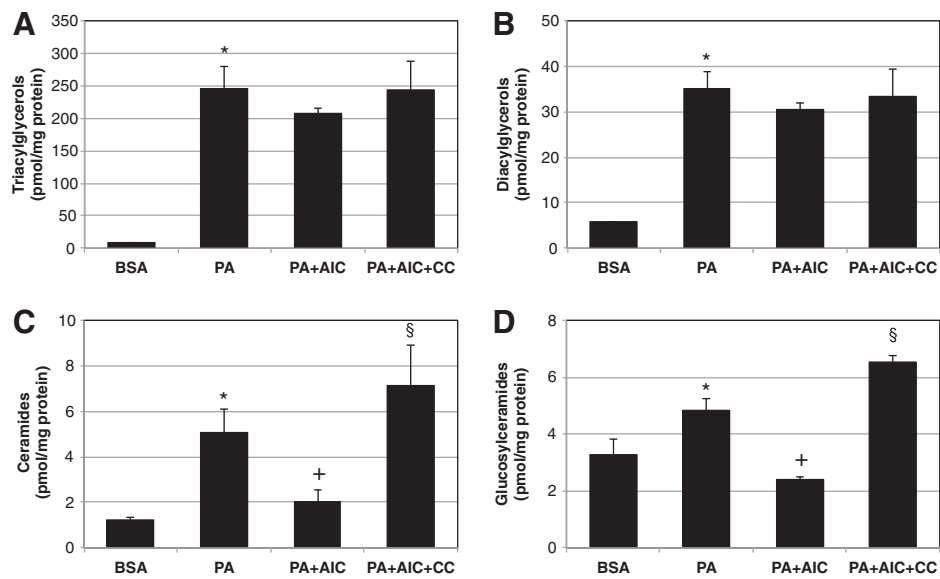 A
Triacylglycerols
(pmol/mg protein)
350
300
250
200
150
100
50
0
*
BSA PA PA+AIC PA+AIC+CC
B
Diacylglycerols
(pmol/mg protein)
50
40
30
20
10
0
*
BSA PA PA+AIC PA+AIC+CC
C
Ceramides
(pmol/mg protein)
10
8
6
4
2
0
* + §
BSA PA PA+AIC PA+AIC+CC
D
Glucosylceramides
(pmol/mg protein)
8
6
4
2
0
* + §
BSA PA PA+AIC PA+AIC+CC